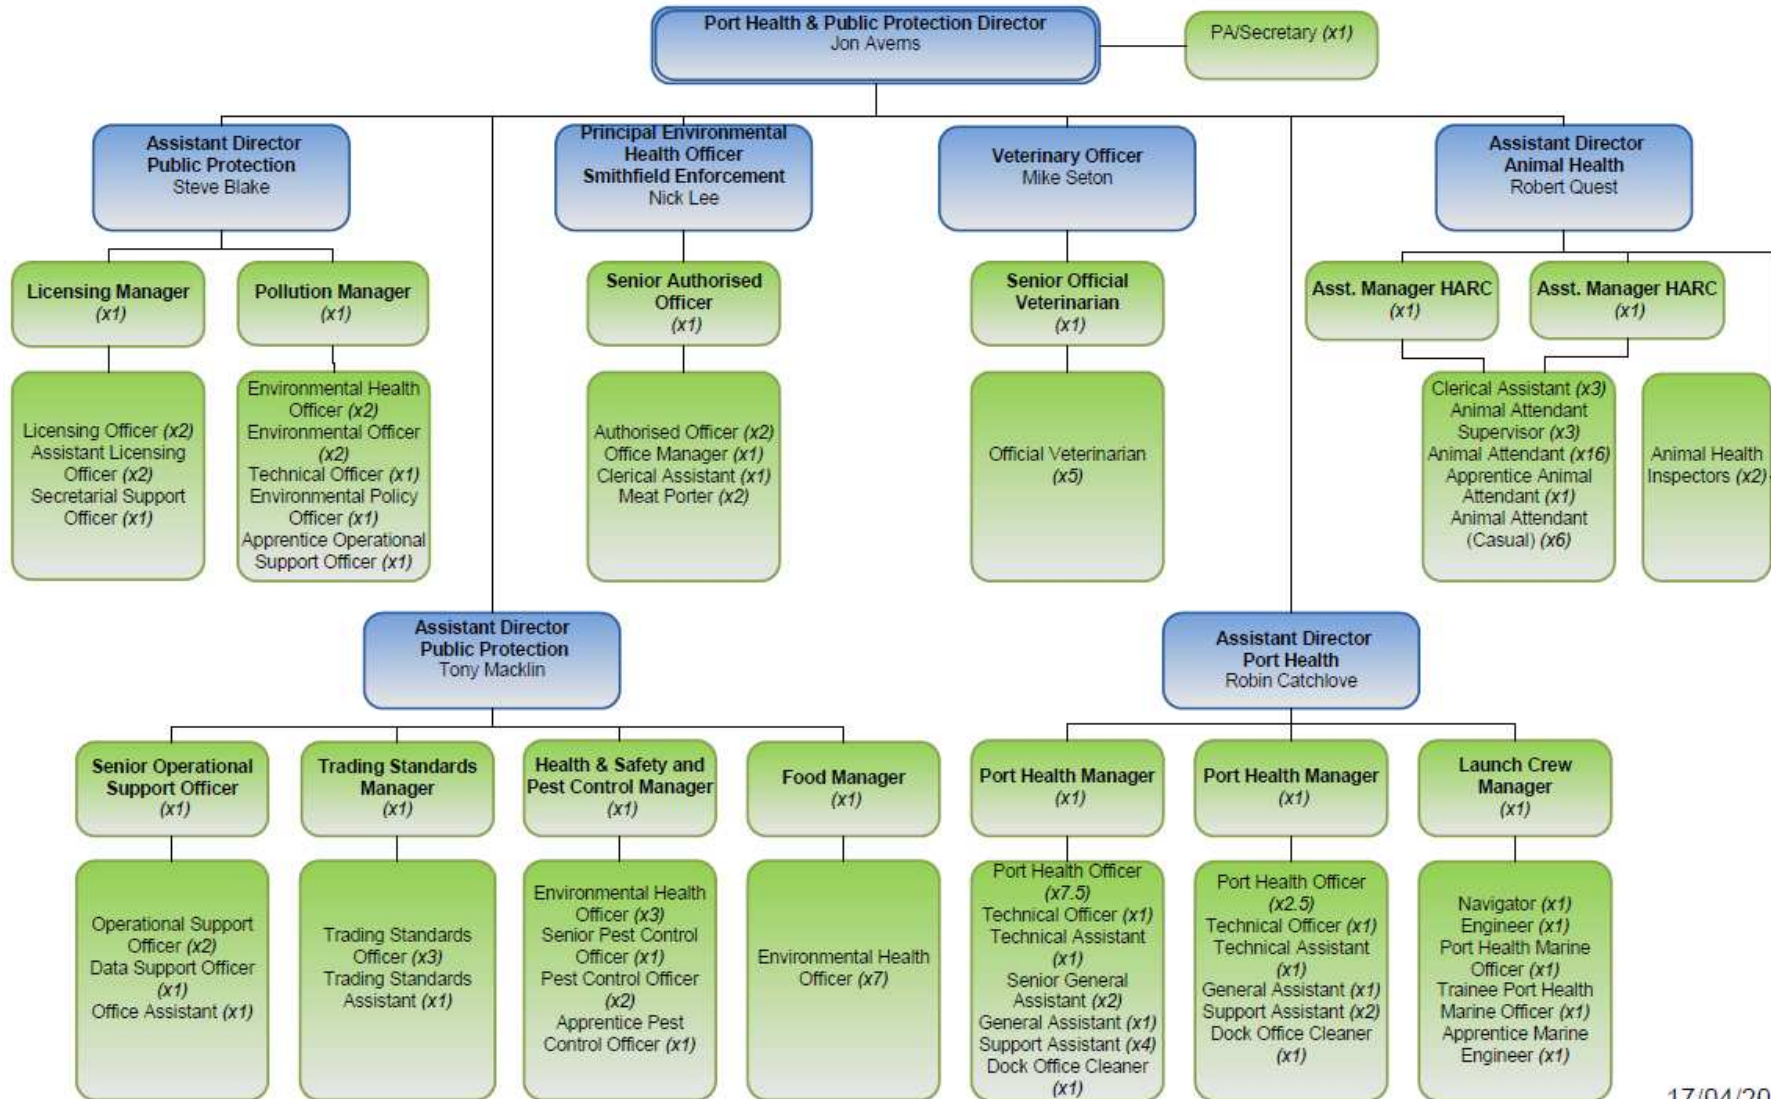 Port Health & Public Protection Director
Jon Averns
PA/Secretary (x1)
Assistant Director
Public Protection
Steve Blake
Principal Environmental
Health Officer
Smithfield Enforcement
Nick Lee
Veterinary Officer
Mike Seton
Assistant Director
Animal Health
Robert Quest
Licensing Manager
(x1)
Pollution Manager
(x1)
Senior Authorised
Officer
(x1)
Senior Official
Veterinarian
(x1)
Asst. Manager HARC
(x1)
Asst. Manager HARC
(x1)
Licensing Officer (x2)
Assistant Licensing
Officer (x2)
Secretarial Support
Officer (x1)
Environmental Health
Officer (x2)
Environmental Officer
(x2)
Technical Officer (x1)
Environmental Policy
Officer (x1)
Apprentice Operational
Support Officer (x1)
Authorised Officer (x2)
Office Manager (x1)
Clerical Assistant (x1)
Meat Porter (x2)
Official Veterinarian
(x5)
Clerical Assistant (x3)
Animal Attendant
Supervisor (x3)
Animal Attendant (x16)
Apprentice Animal
Attendant (x1)
Animal Attendant
(Casual) (x6)
Animal Health
Inspectors (x2)
Assistant Director
Public Protection
Tony Macklin
Assistant Director
Port Health
Robin Catchlove
Senior Operational
Support Officer
(x1)
Trading Standards
Manager
(x1)
Health & Safety and
Pest Control Manager
(x1)
Food Manager
(x1)
Port Health Manager
(x1)
Port Health Manager
(x1)
Launch Crew
Manager
(x1)
Operational Support
Officer (x2)
Data Support Officer
(x1)
Office Assistant (x1)
Trading Standards
Officer (x3)
Trading Standards
Assistant (x1)
Environmental Health
Officer (x3)
Senior Pest Control
Officer (x1)
Pest Control Officer
(x2)
Apprentice Pest
Control Officer (x1)
Environmental Health
Officer (x7)
Port Health Officer
(x7.5)
Technical Officer (x1)
Technical Assistant
(x1)
Senior General
Assistant (x2)
General Assistant (x1)
Support Assistant (x4)
Dock Office Cleaner
(x1)
Port Health Officer
(x2.5)
Technical Officer (x1)
Technical Assistant
(x1)
General Assistant (x1)
Support Assistant (x2)
Dock Office Cleaner
(x1)
Navigator (x1)
Engineer (x1)
Port Health Marine
Officer (x1)
Trainee Port Health
Marine Officer (x1)
Apprentice Marine
Engineer (x1)